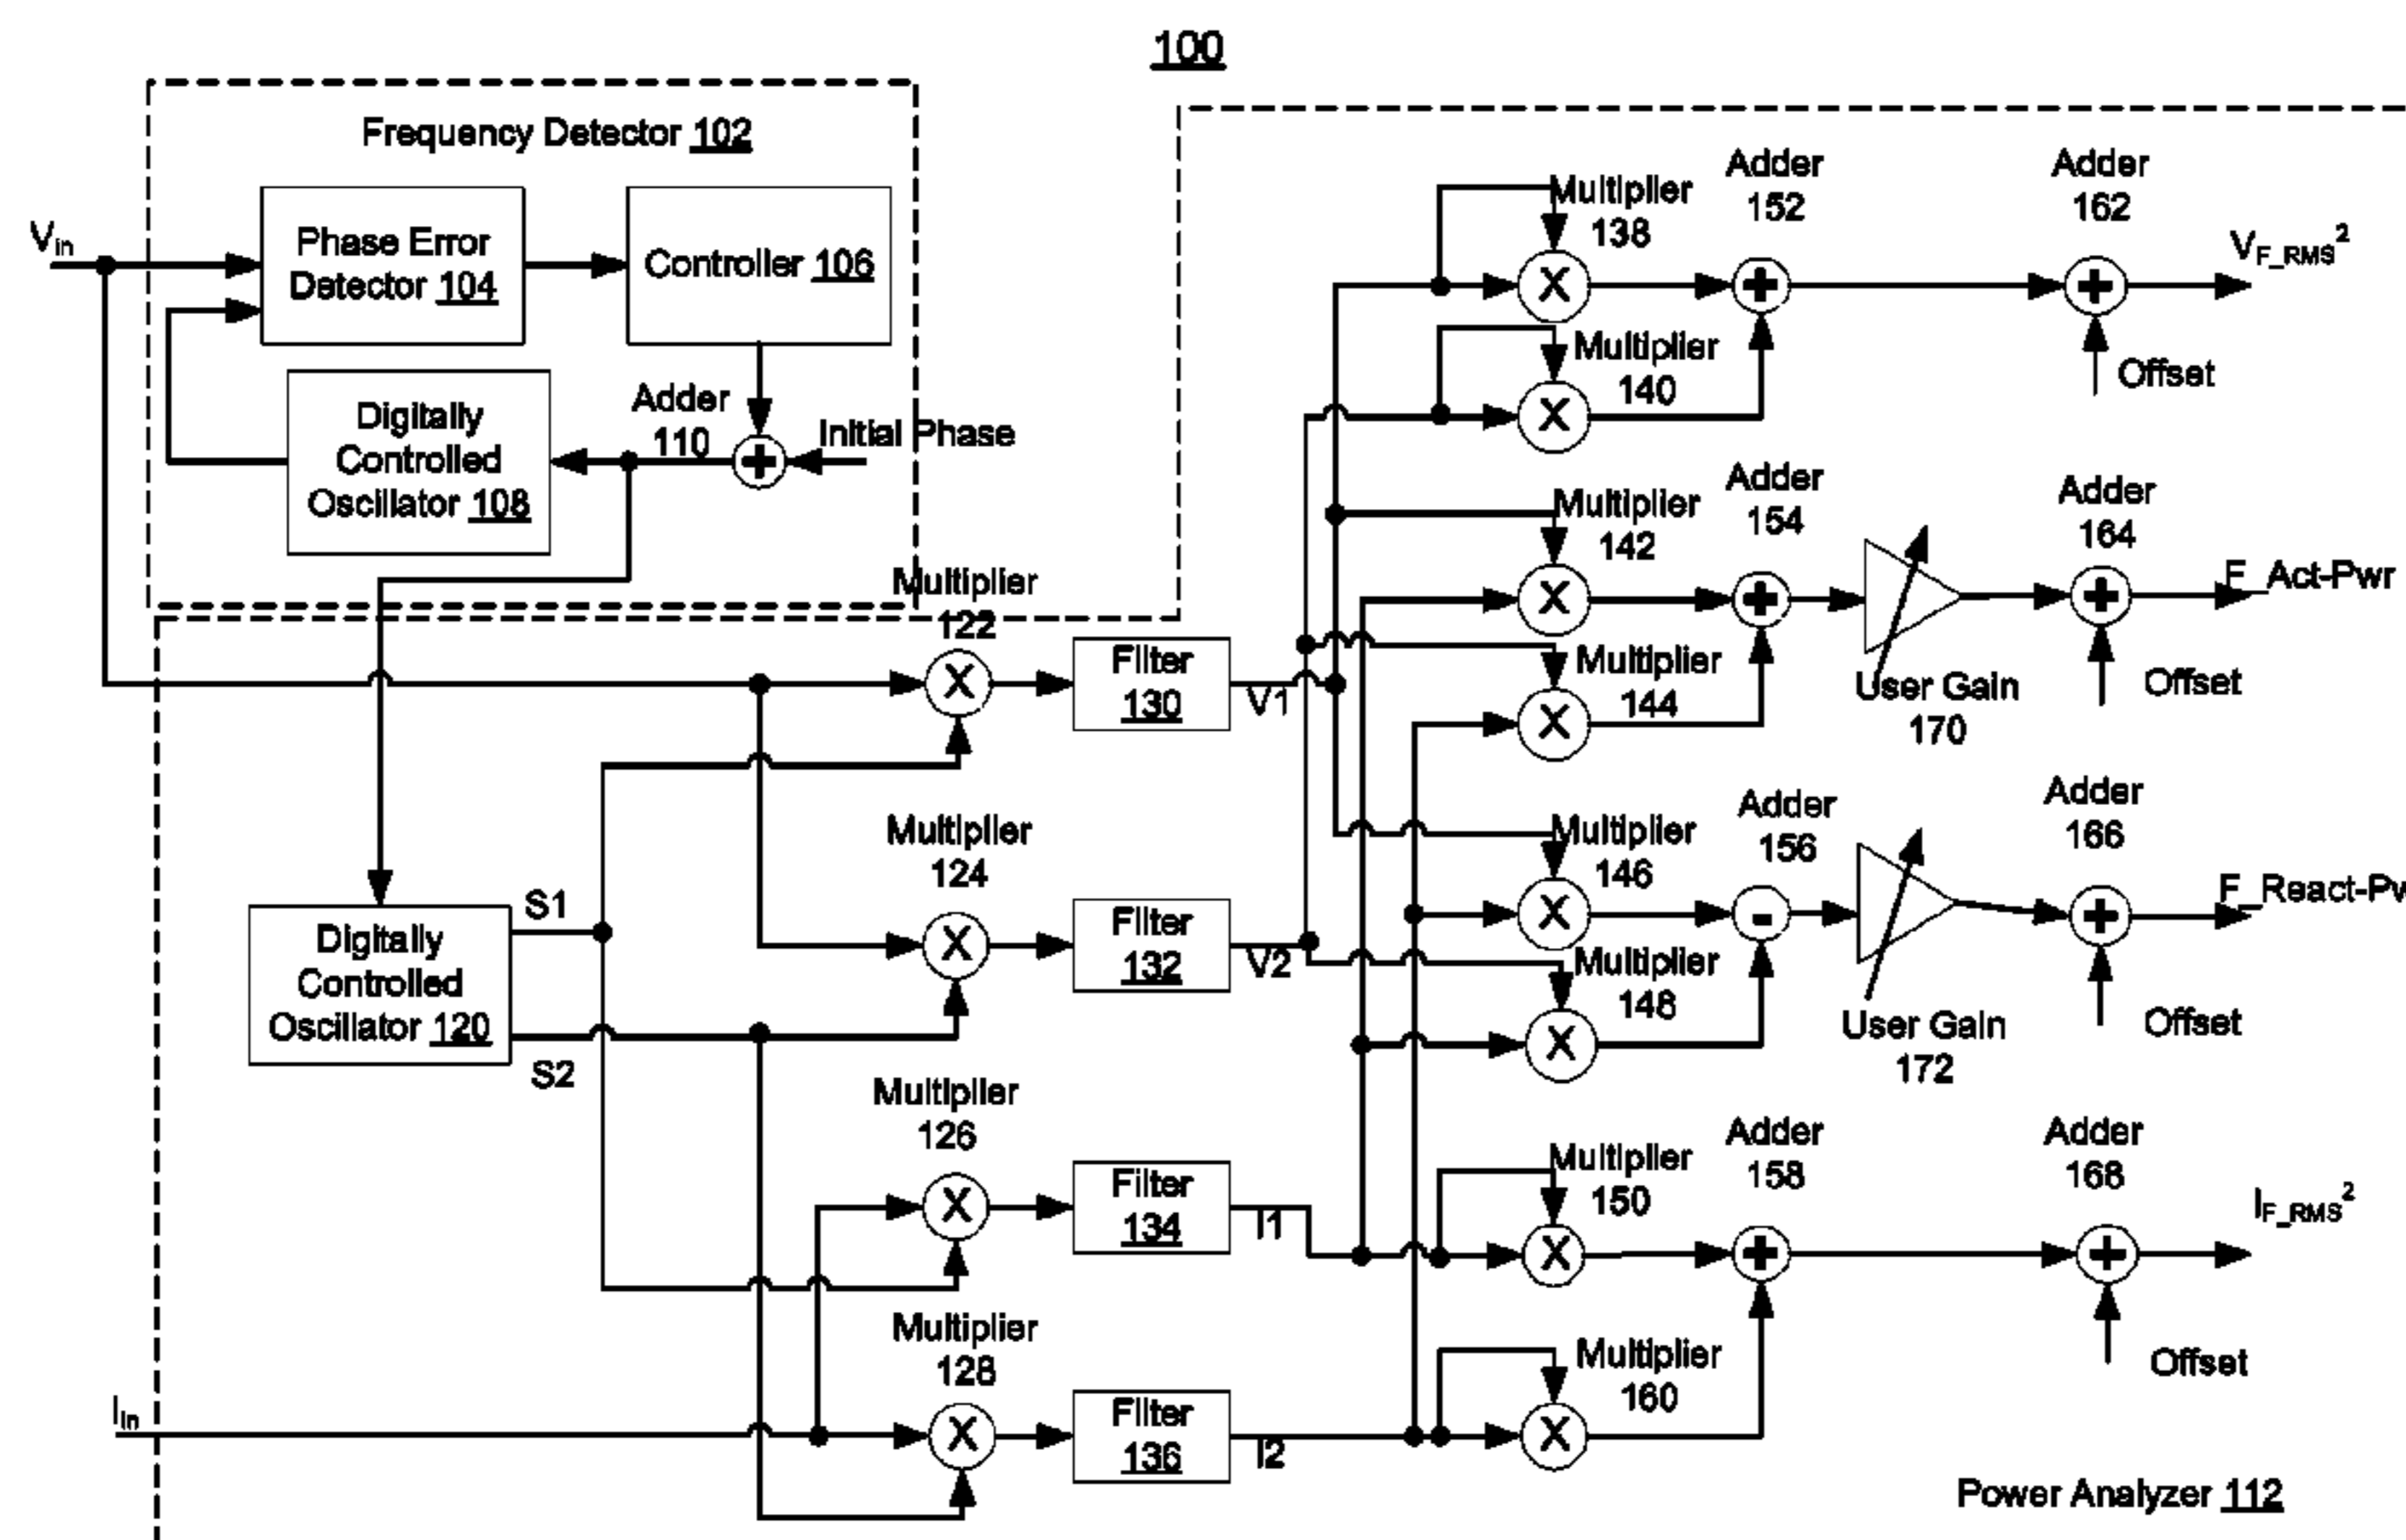 100
Frequency Detector 102
V_in
Phase Error
Detector 104
Controller 106
Digitally
Controlled
Oscillator 108
Adder
110
Initial Phase
Multiplier
122
Filter
130
V1
Multiplier
124
Filter
132
V2
Digitally
Controlled
Oscillator 120
S1
S2
Multiplier
126
Filter
134
I1
Multiplier
128
Filter
136
I2
I_in
Multiplier
138
Adder
152
Adder
162
V_F_RMS²
Offset
Multiplier
140
Multiplier
142
Adder
154
Adder
164
F_Act-Pwr
Multiplier
144
User Gain
170
Offset
Multiplier
146
Adder
156
Adder
166
Multiplier
148
User Gain
172
Offset
Multiplier
150
Adder
158
Adder
168
I_F_RMS²
Multiplier
160
Offset
Power Analyzer 112